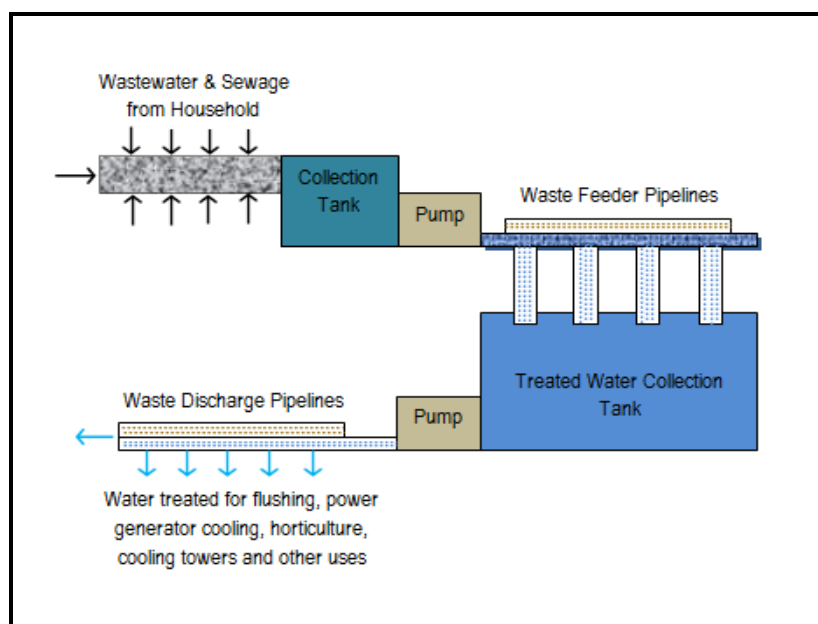 Wastewater & Sewage
from Household
Collection
Tank
Pump
Waste Feeder Pipelines
Treated Water Collection
Tank
Waste Discharge Pipelines
Pump
Water treated for flushing, power
generator cooling, horticulture,
cooling towers and other uses